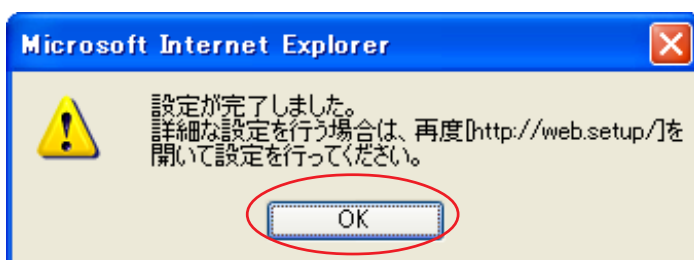 Microsoft Internet Explorer
設定が完了しました。
詳細な設定を行う場合は、再度[http://web.setup/]を
開いて設定を行ってください。
OK